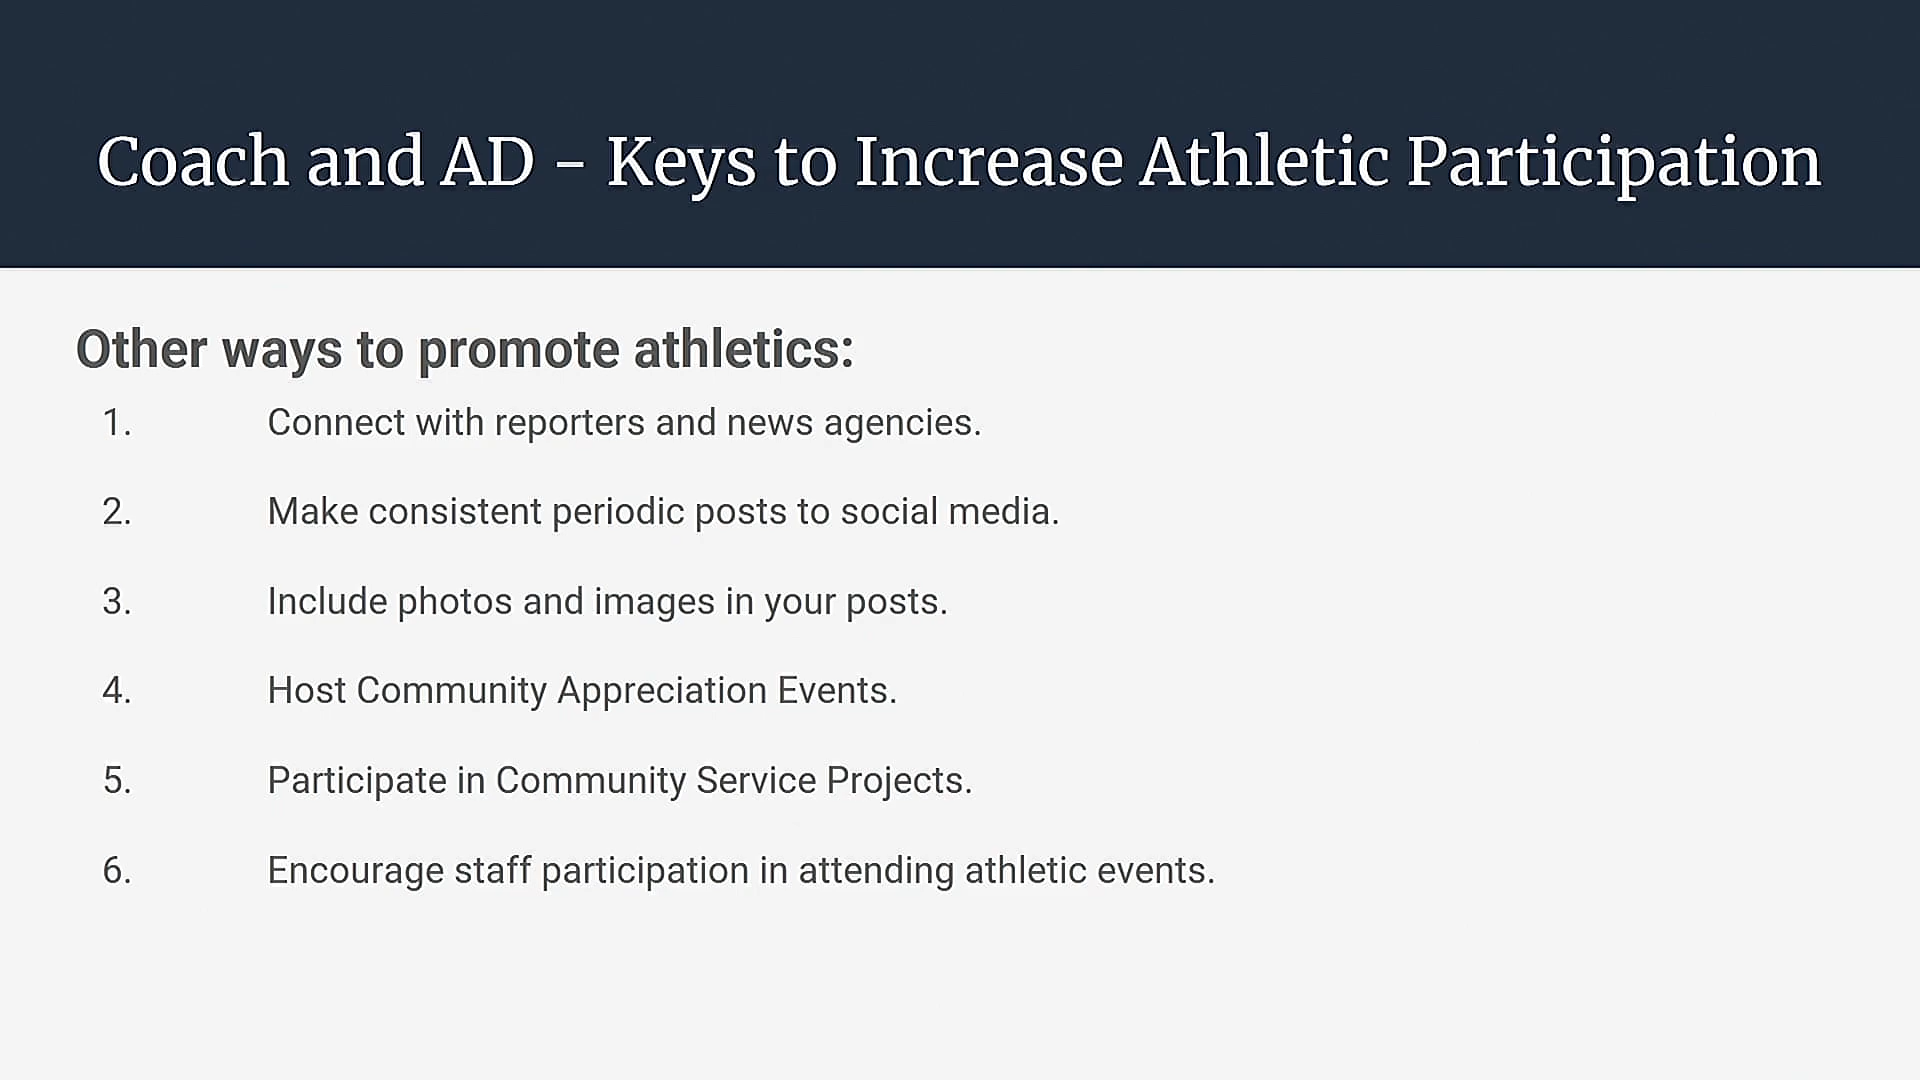 Coach and AD - Keys to Increase Athletic Participation
Other ways to promote athletics:
1. Connect with reporters and news agencies.
2. Make consistent periodic posts to social media.
3. Include photos and images in your posts.
4. Host Community Appreciation Events.
5. Participate in Community Service Projects.
6. Encourage staff participation in attending athletic events.